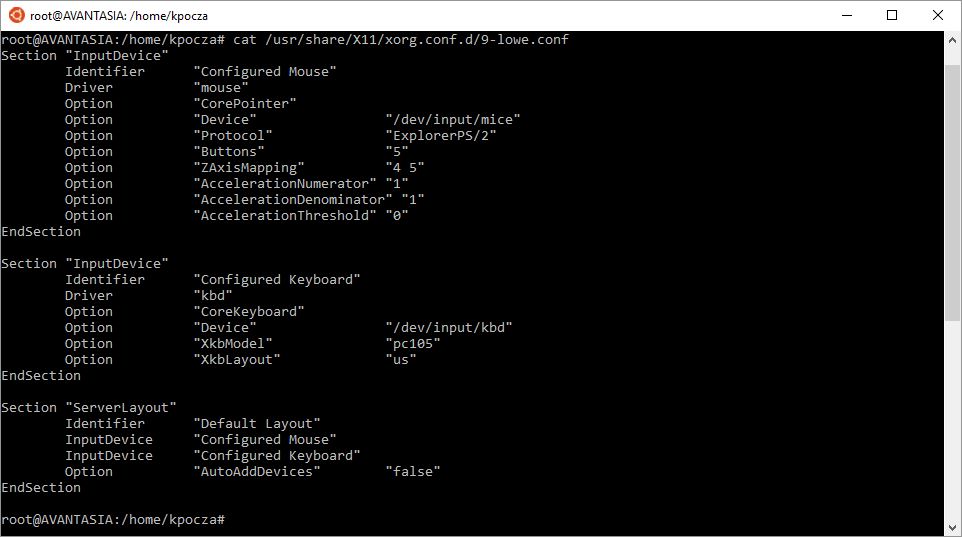 root@AVANTASIA: /home/kpocza
root@AVANTASIA:/home/kpocza# cat /usr/share/X11/xorg.conf.d/9-lowe.conf
Section "InputDevice"
Identifier "Configured Mouse"
Driver "mouse"
Option "CorePointer"
Option "Device" "/dev/input/mice"
Option "Protocol" "ExplorerPS/2"
Option "Buttons" "5"
Option "ZAxisMapping" "4 5"
Option "AccelerationNumerator" "1"
Option "AccelerationDenominator" "1"
Option "AccelerationThreshold" "0"
EndSection
Section "InputDevice"
Identifier "Configured Keyboard"
Driver "kbd"
Option "CoreKeyboard"
Option "Device" "/dev/input/kbd"
Option "XkbModel" "pc105"
Option "XkbLayout" "us"
EndSection
Section "ServerLayout"
Identifier "Default Layout"
InputDevice "Configured Mouse"
InputDevice "Configured Keyboard"
Option "AutoAddDevices" "false"
EndSection
root@AVANTASIA:/home/kpocza#